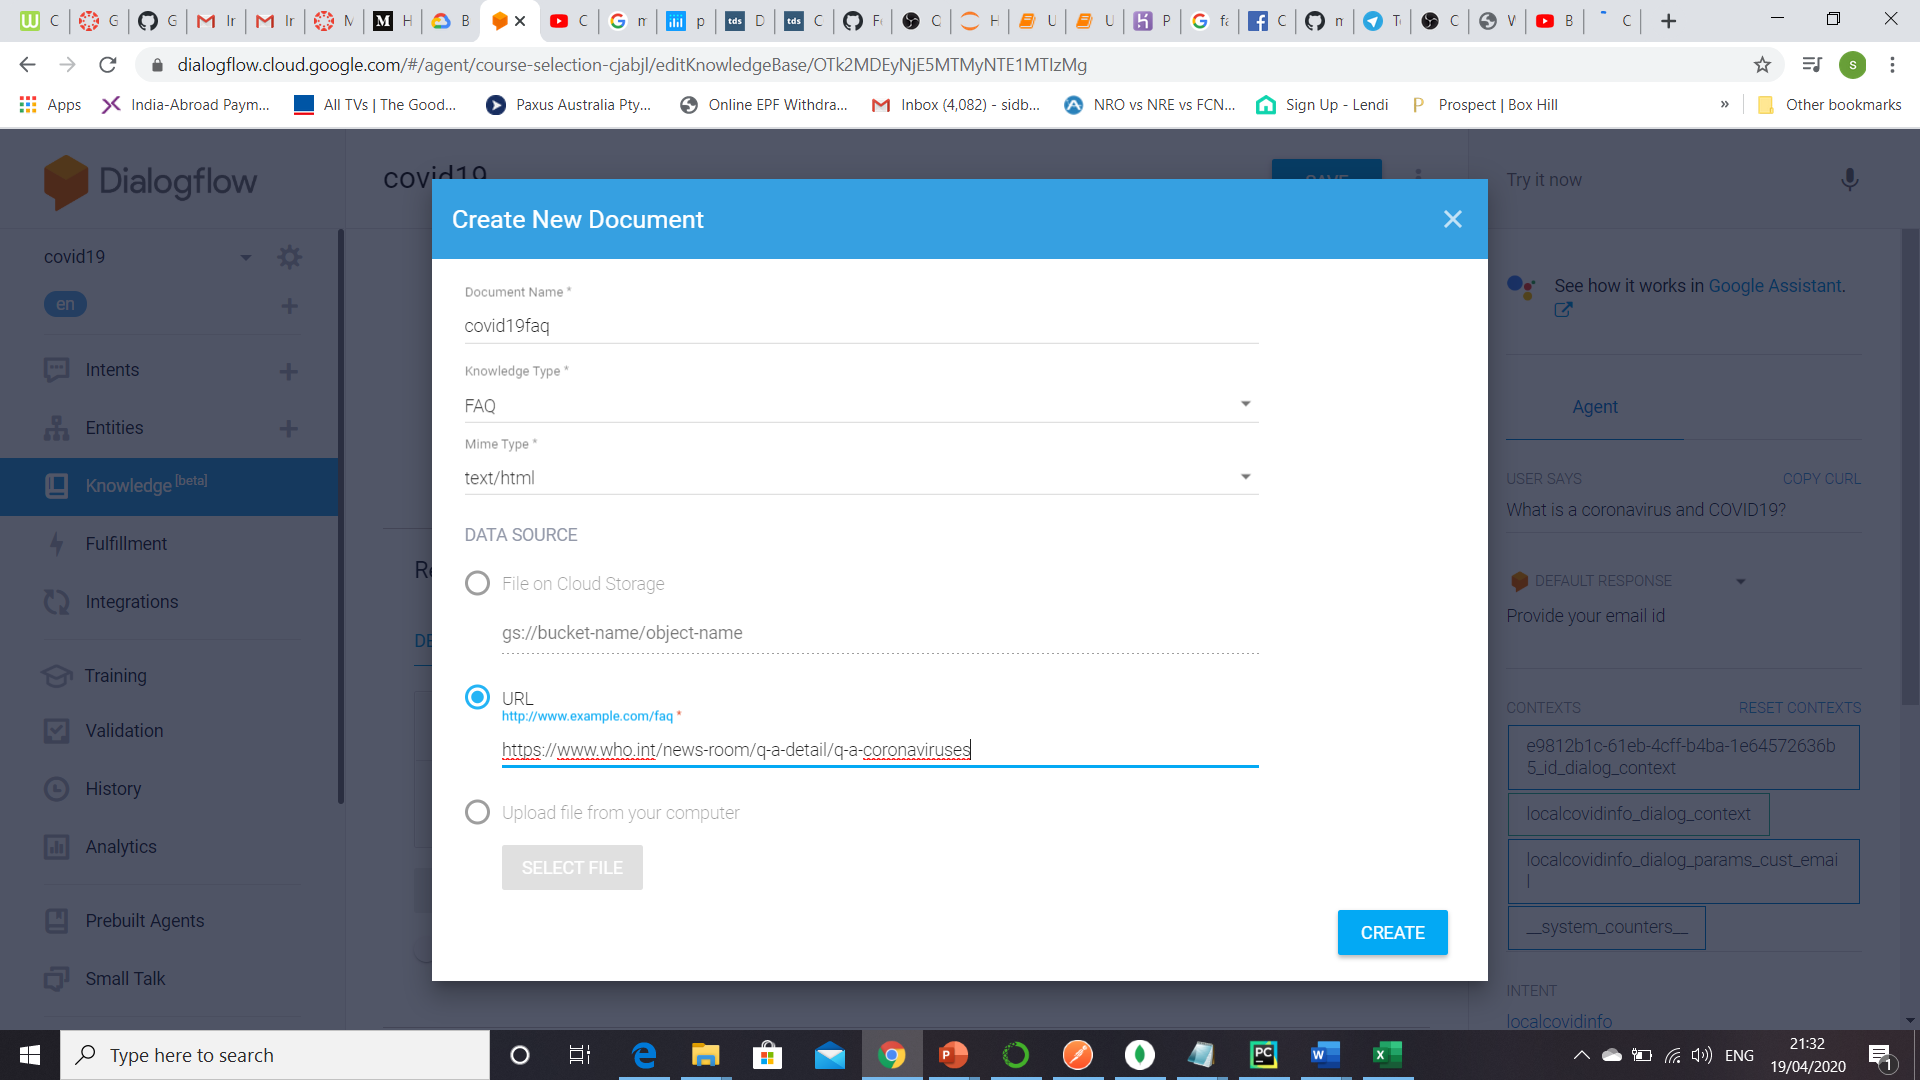 C G G Ir Ir M H B C m p D C F C H U U P fa C m T C V B C
dialogflow.cloud.google.com/#/agent/course-selection-cjabjl/editKnowledgeBase/OTk2MDEyNjE5MTMyNTE1MTIzMg
S
Apps India-Abroad Paym... All TVs | The Good... Paxus Australia Pty... Online EPF Withdra... Inbox (4,082) - sidb... NRO vs NRE vs FCN... Sign Up - Lendi Prospect | Box Hill » Other bookmarks
Dialogflow
covid19
en
Intents
Entities
Knowledge [beta]
Fulfillment
Integrations
Training
Validation
History
Analytics
Prebuilt Agents
Small Talk
covid19
SAVE
Create New Document
Document Name *
covid19faq
Knowledge Type *
FAQ
Mime Type *
text/html
DATA SOURCE
File on Cloud Storage
gs://bucket-name/object-name
URL
http://www.example.com/faq *
https://www.who.int/news-room/q-a-detail/q-a-coronaviruses
Upload file from your computer
SELECT FILE
CREATE
Try it now
See how it works in Google Assistant.
Agent
USER SAYS COPY CURL
What is a coronavirus and COVID19?
DEFAULT RESPONSE
Provide your email id
CONTEXTS RESET CONTEXTS
e9812b1c-61eb-4cff-b4ba-1e64572636b
5_id_dialog_context
localcovidinfo_dialog_context
localcovidinfo_dialog_params_cust_emai
l
__system_counters__
INTENT
localcovidinfo
Type here to search
ENG
21:32
19/04/2020
1